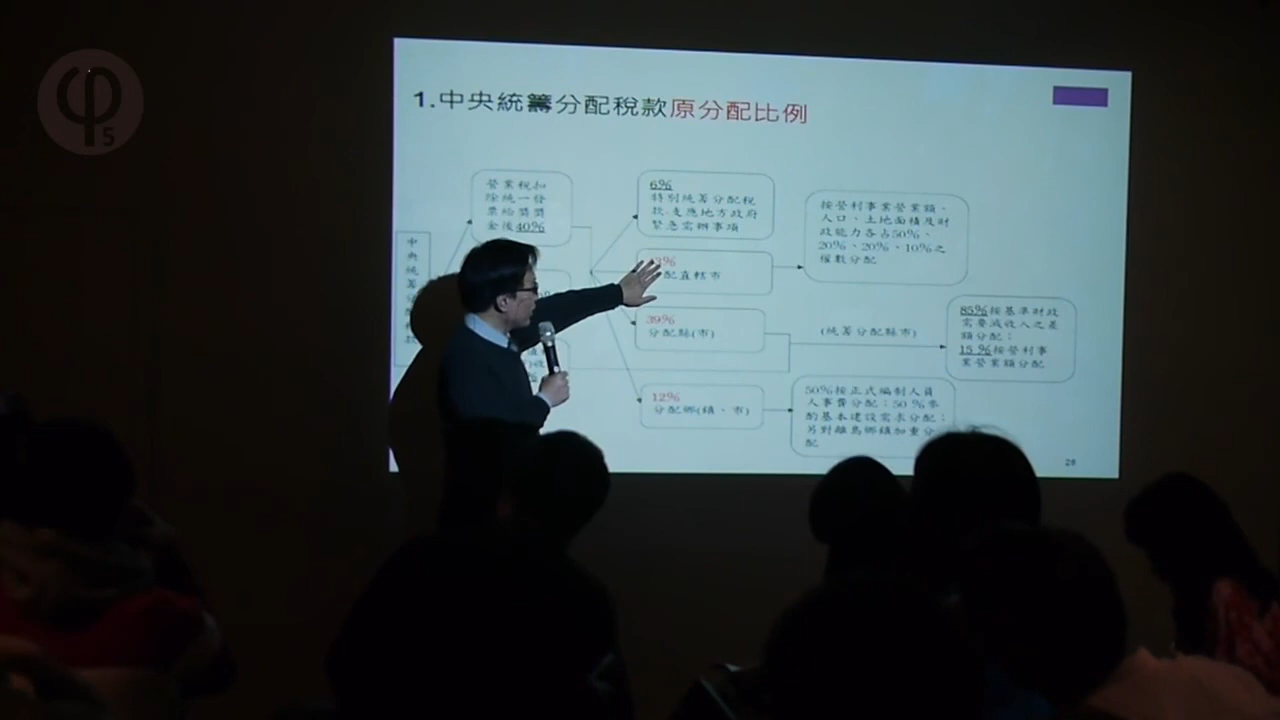 φ5
1.中央統籌分配稅款原分配比例
中央統籌
營業稅扣
除統一發
票給獎獎
金後40%
6%
特別統籌分配稅
款,支應地方政府
緊急需辦事項
3%
配直轄市
按營利事業營業額、
人口、土地面積及財
政能力各占50%、
20%、20%、10%之
權數分配
39%
分配縣(市)
(統籌分配縣市)
85%按基準財政
需要減收入之差
額分配;
15%按營利事
業營業額分配
12%
分配鄉(鎮、市)
50%按正式編制人員
人事費分配;50%參
酌基本建設需求分配;
另對離島鄉鎮加重分
配
28